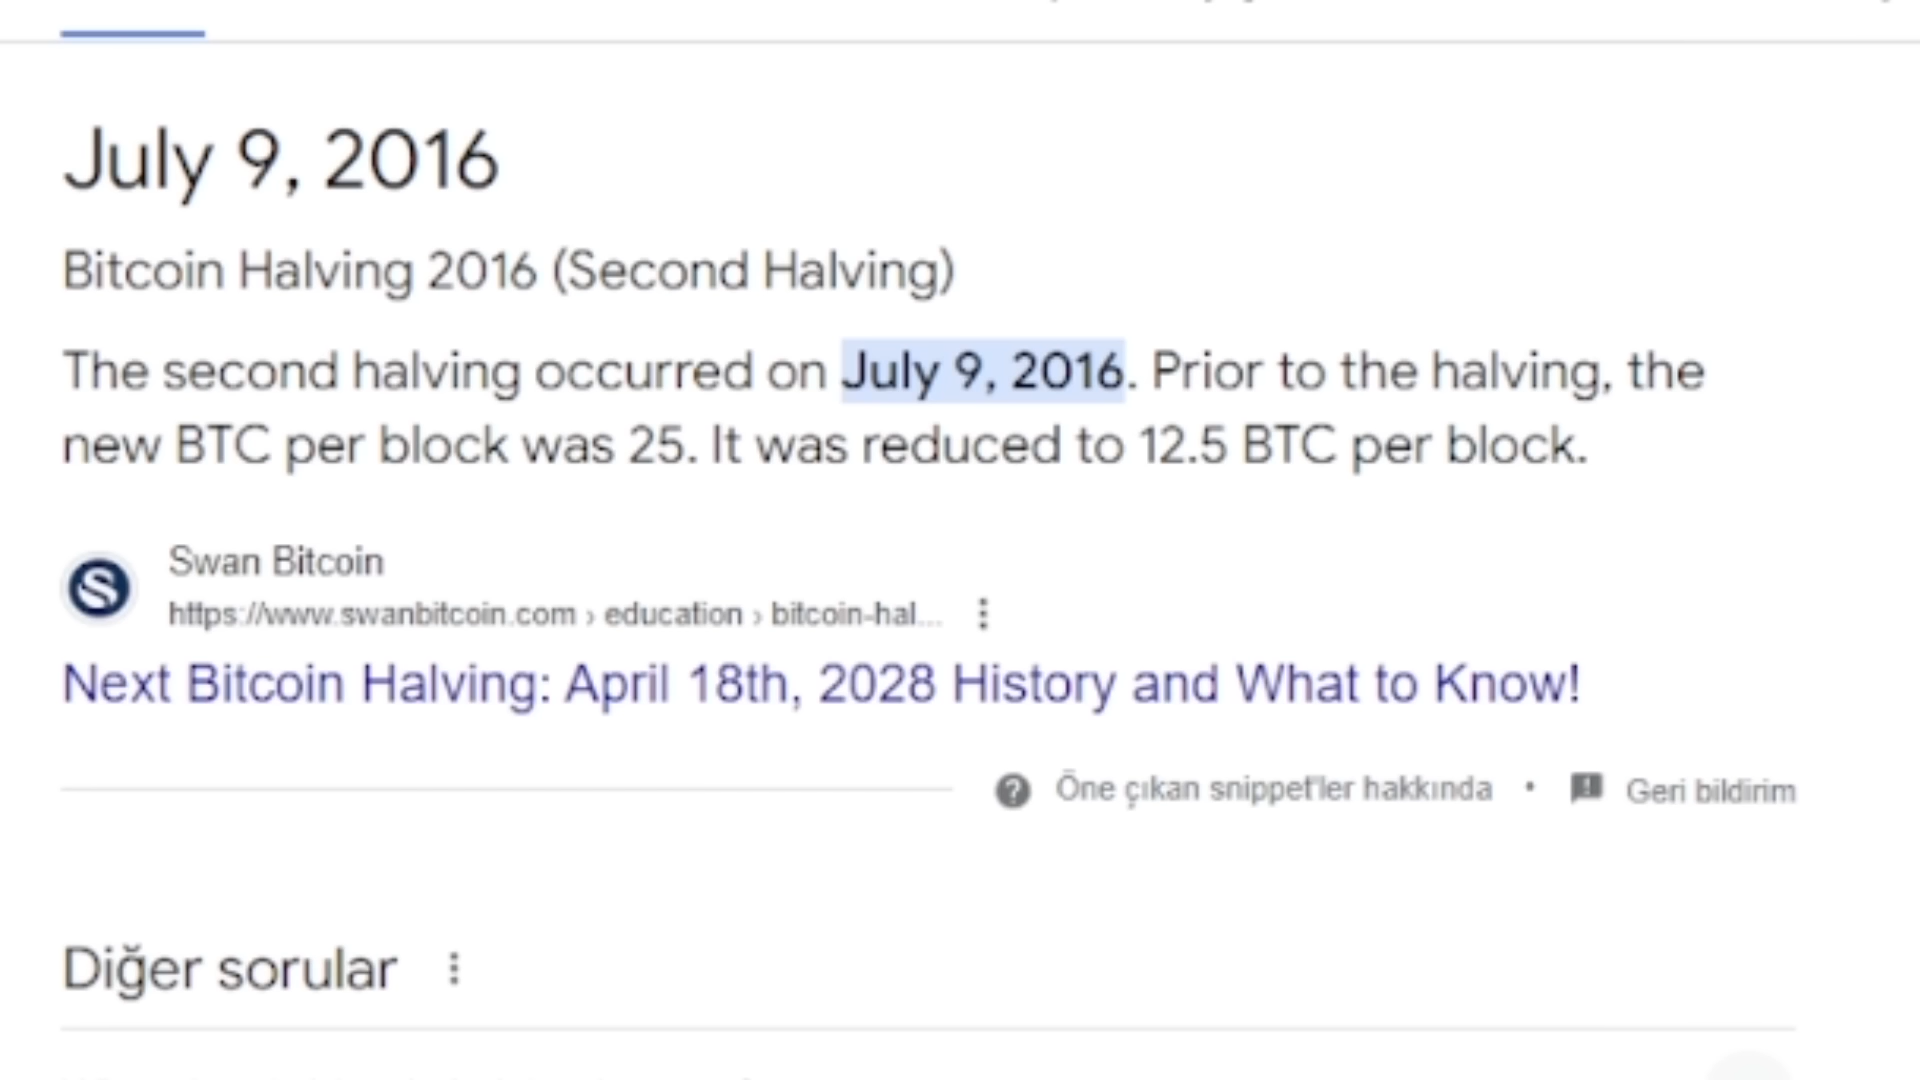 July 9, 2016
Bitcoin Halving 2016 (Second Halving)
The second halving occurred on July 9, 2016. Prior to the halving, the
new BTC per block was 25. It was reduced to 12.5 BTC per block.
Swan Bitcoin
https://www.swanbitcoin.com › education › bitcoin-hal...
Next Bitcoin Halving: April 18th, 2028 History and What to Know!
Öne çıkan snippet'ler hakkında • Geri bildirim
Diğer sorular